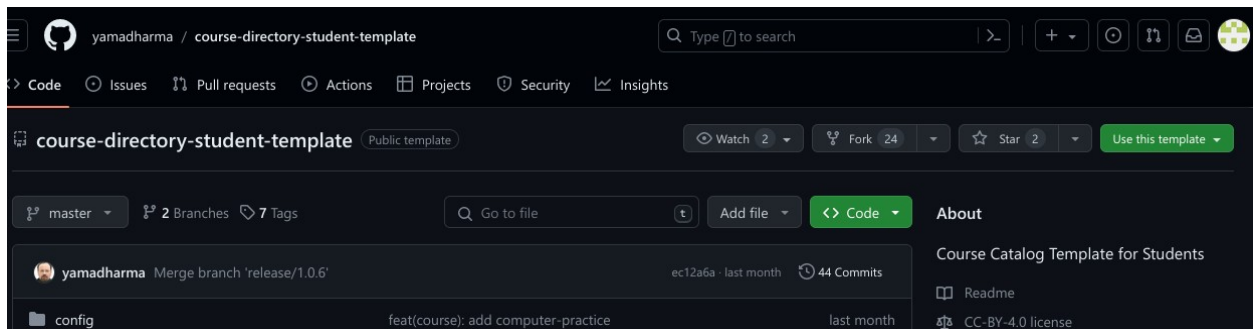 yamadharma / course-directory-student-template
Type / to search
Code Issues Pull requests Actions Projects Security Insights
course-directory-student-template Public template Watch 2 Fork 24 Star 2 Use this template
master 2 Branches 7 Tags Go to file t Add file <> Code About
Course Catalog Template for Students
yamadharma Merge branch 'release/1.0.6' ec12a6a · last month 44 Commits
Readme
config feat(course): add computer-practice last month CC-BY-4.0 license